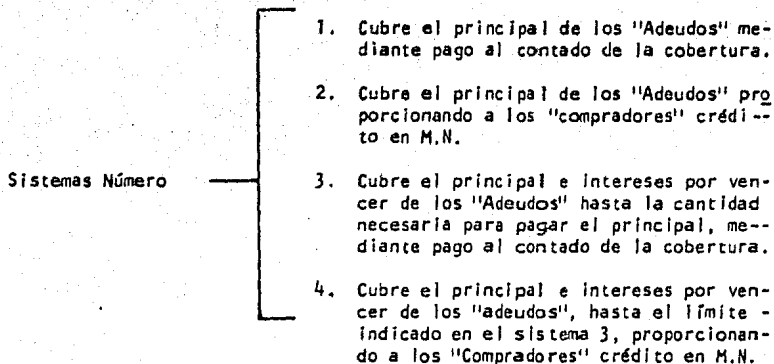 1. Cubre el principal de los "Adeudos" me-
diante pago al contado de la cobertura.
2. Cubre el principal de los "Adeudos" pro
porcionando a los "compradores" crédi --
to en M.N.
Sistemas Número
3. Cubre el principal e intereses por ven-
cer de los "Adeudos" hasta la cantidad
necesaria para pagar el principal, me--
diante pago al contado de la cobertura.
4. Cubre el principal e intereses por ven-
cer de los "adeudos", hasta el límite -
indicado en el sistema 3, proporcionan-
do a los "Compradores" crédito en M.N.